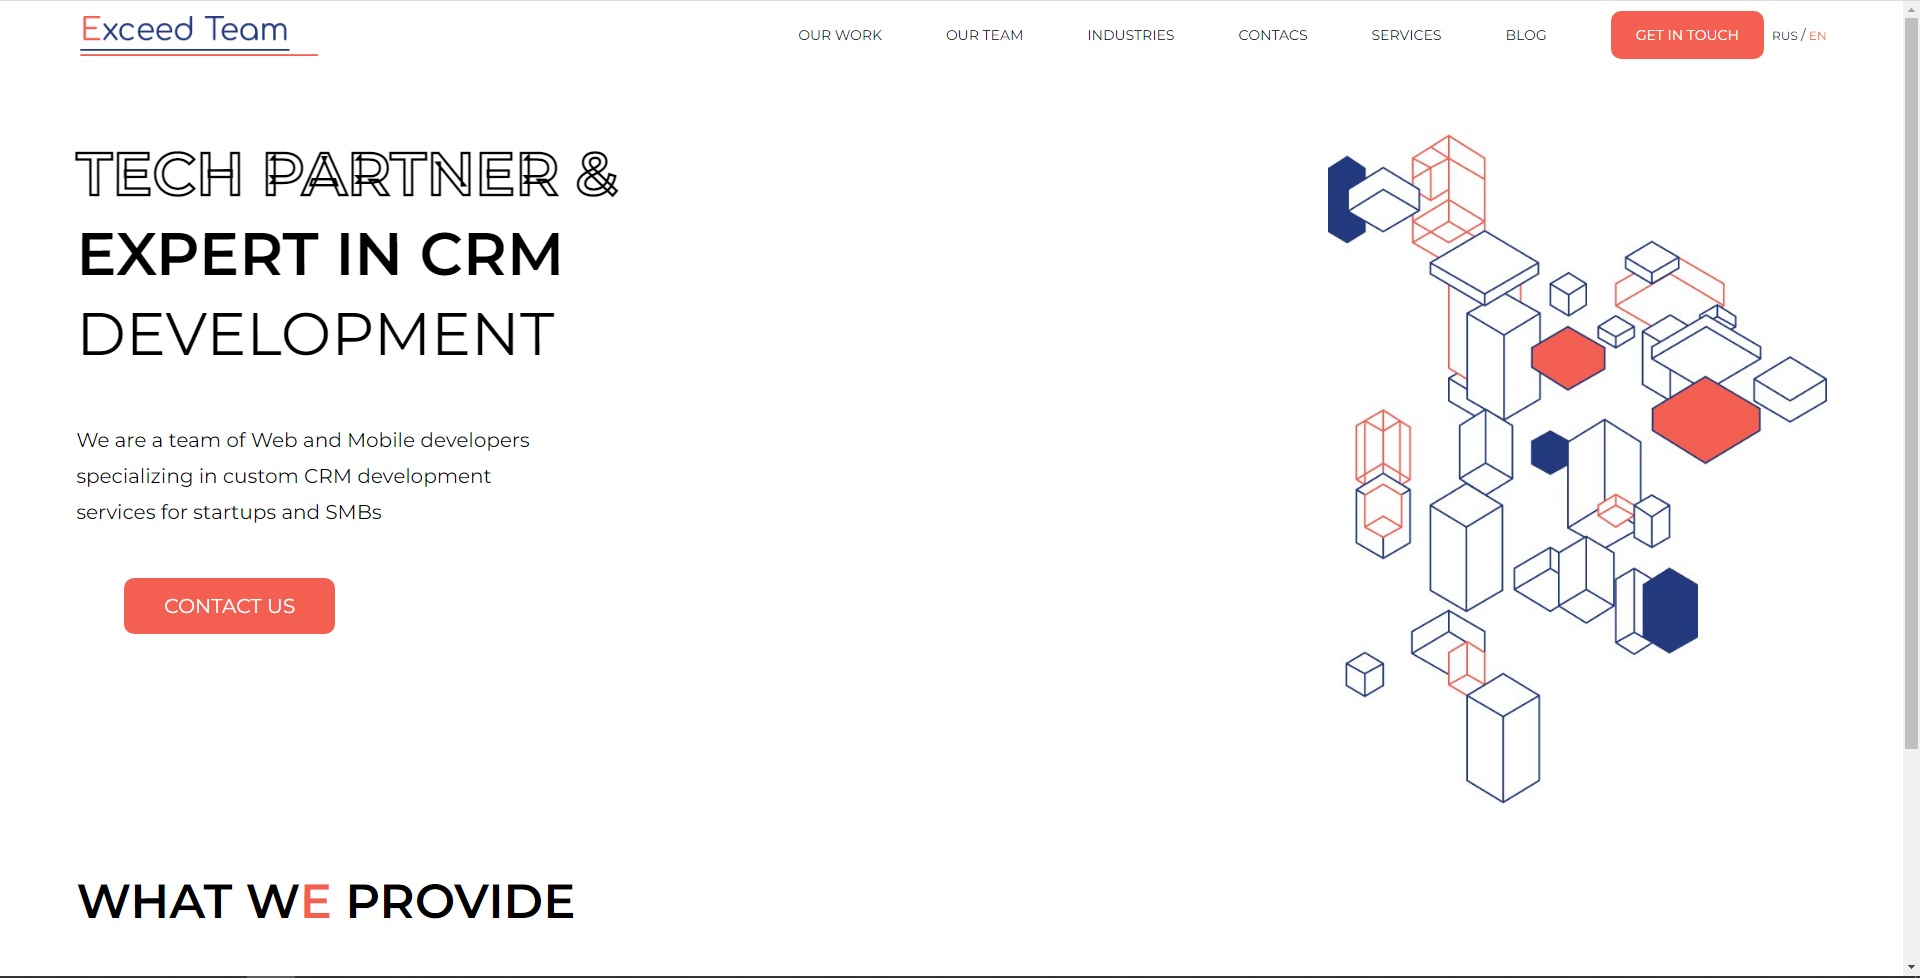 Exceed Team
OUR WORK
OUR TEAM
INDUSTRIES
CONTACS
SERVICES
BLOG
GET IN TOUCH
RUS / EN
TECH PARTNER &
EXPERT IN CRM
DEVELOPMENT
We are a team of Web and Mobile developers
specializing in custom CRM development
services for startups and SMBs
CONTACT US
WHAT WE PROVIDE